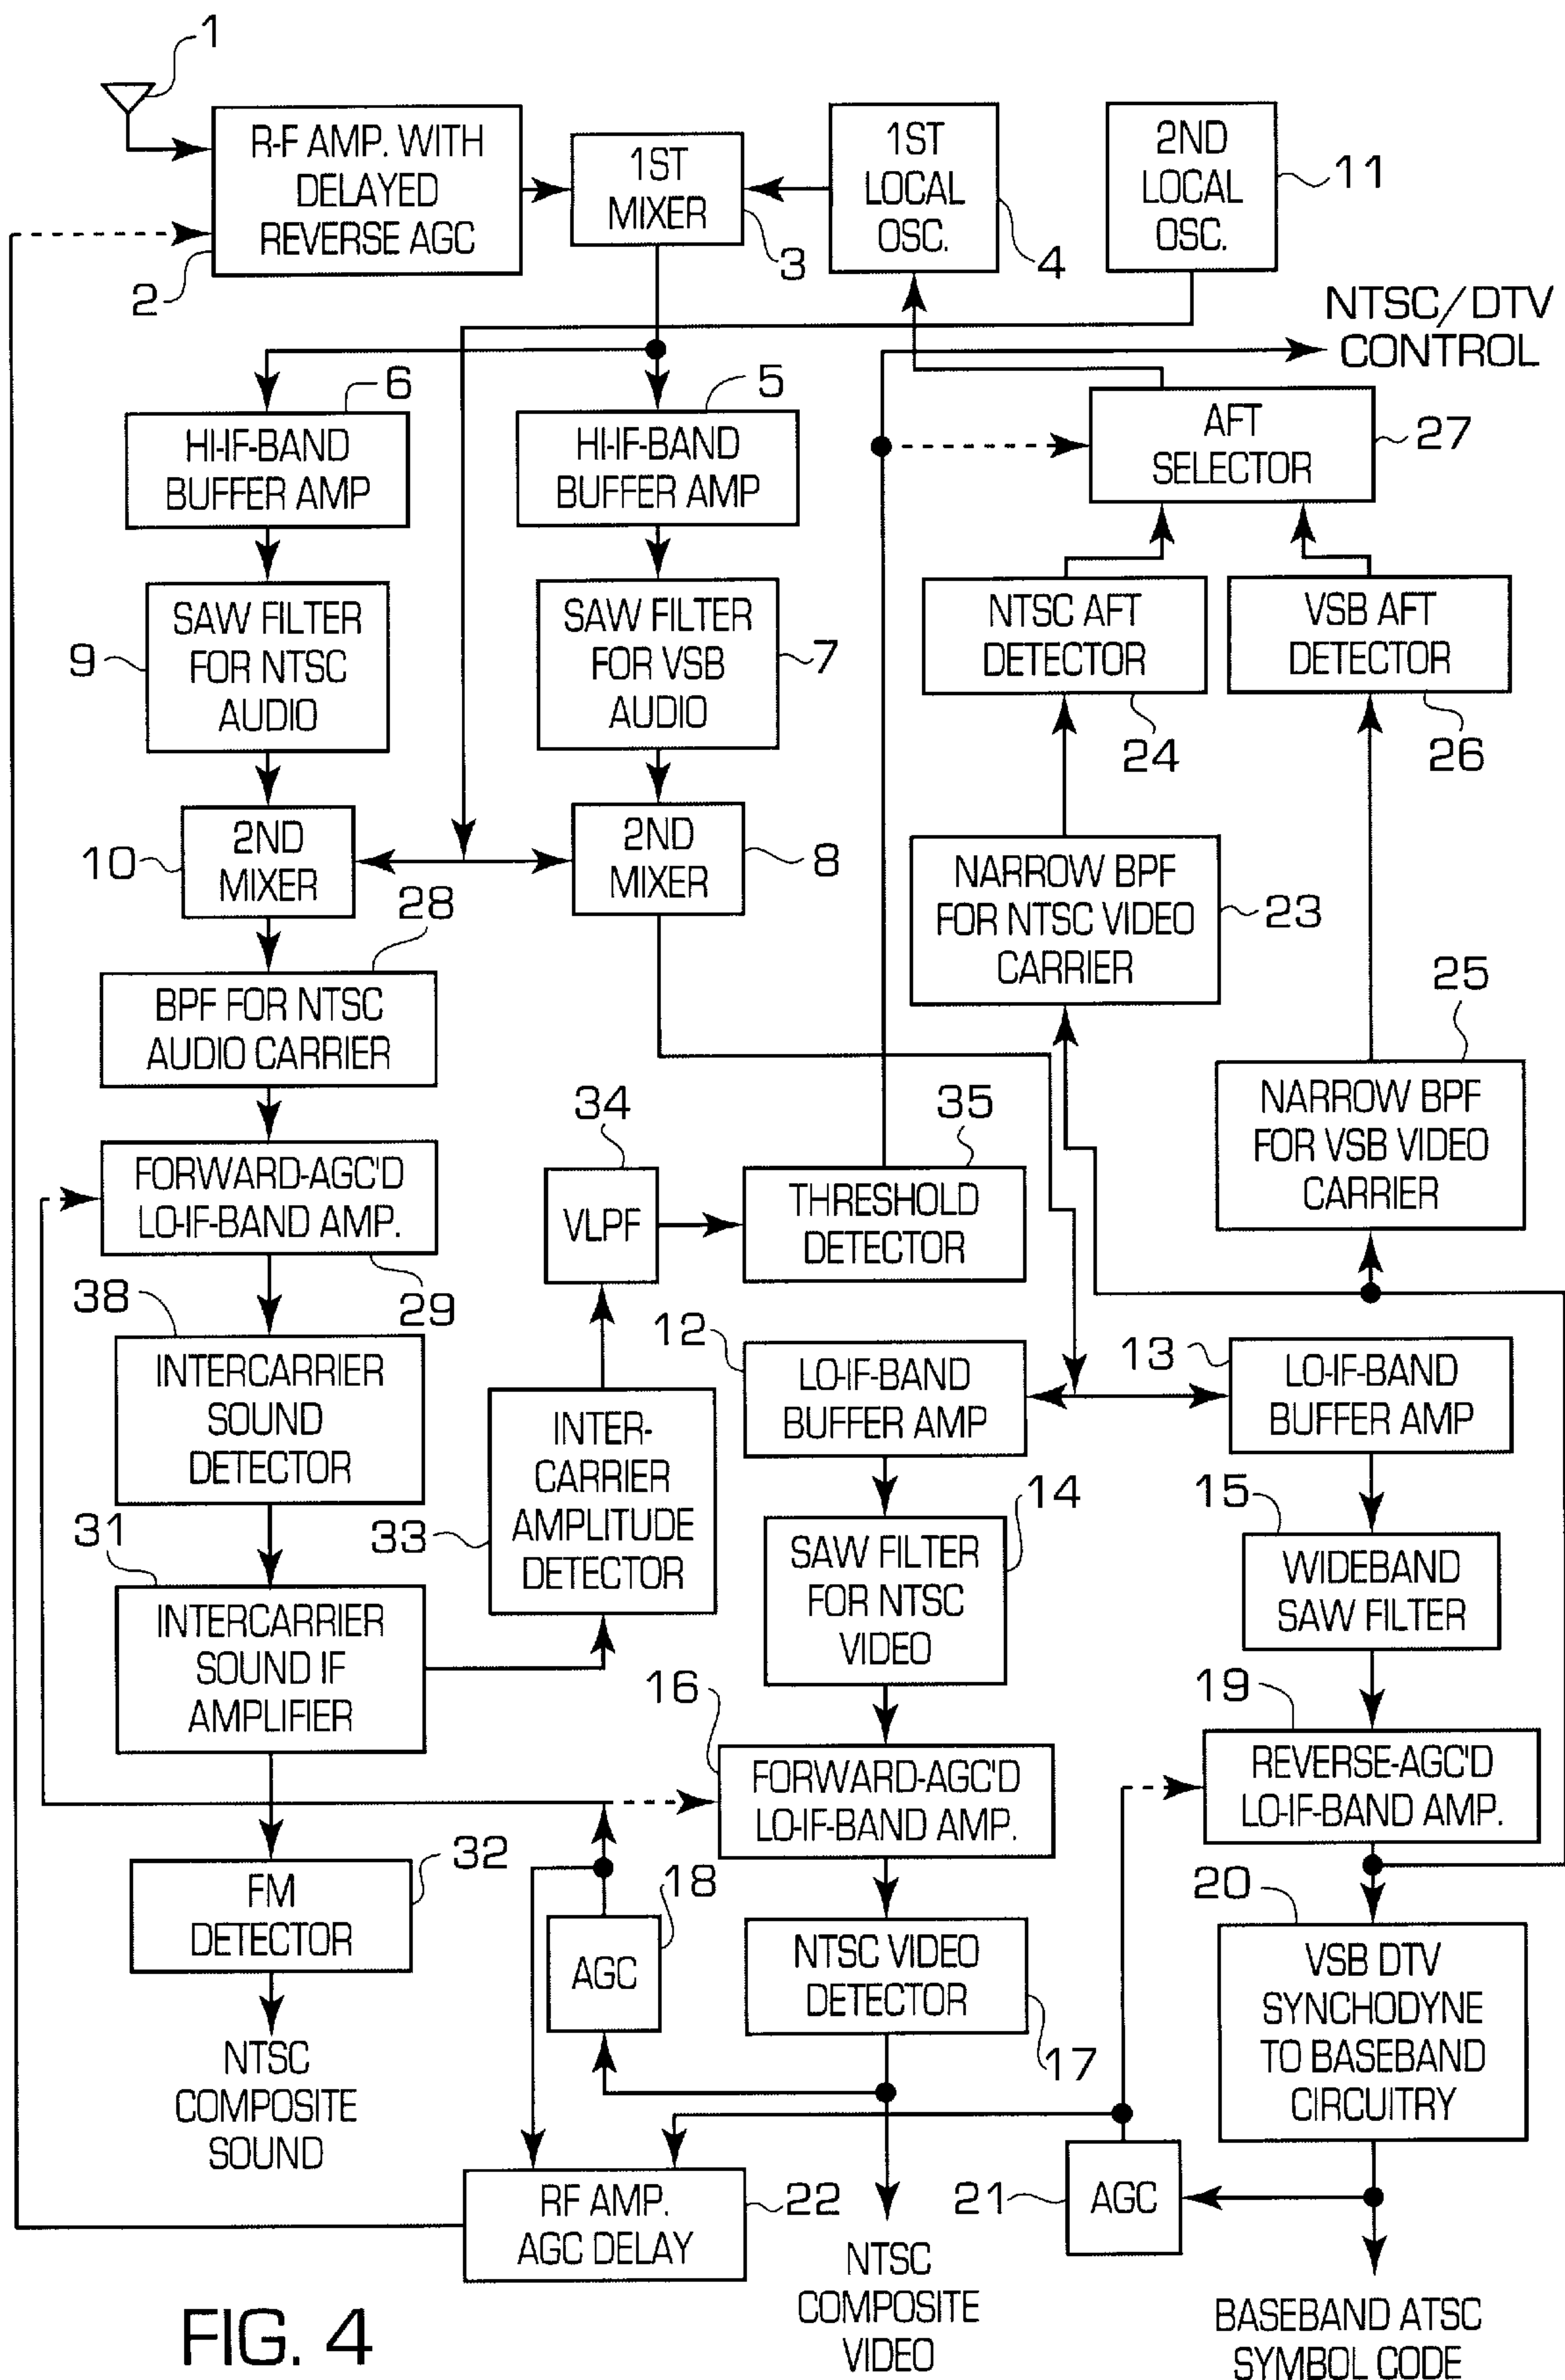 1
R-F AMP. WITH
DELAYED
REVERSE AGC
2
1ST
MIXER
3
1ST
LOCAL
OSC.
4
2ND
LOCAL
OSC.
11
NTSC/DTV
CONTROL
6
HI-IF-BAND
BUFFER AMP
5
HI-IF-BAND
BUFFER AMP
AFT
SELECTOR
27
9
SAW FILTER
FOR NTSC
AUDIO
SAW FILTER
FOR VSB
AUDIO
7
NTSC AFT
DETECTOR
24
VSB AFT
DETECTOR
26
10
2ND
MIXER
2ND
MIXER
8
NARROW BPF
FOR NTSC VIDEO
CARRIER
23
28
BPF FOR NTSC
AUDIO CARRIER
25
NARROW BPF
FOR VSB VIDEO
CARRIER
FORWARD-AGC'D
LO-IF-BAND AMP.
29
34
VLPF
35
THRESHOLD
DETECTOR
38
INTERCARRIER
SOUND
DETECTOR
12
LO-IF-BAND
BUFFER AMP
13
LO-IF-BAND
BUFFER AMP
33
INTER-
CARRIER
AMPLITUDE
DETECTOR
14
SAW FILTER
FOR NTSC
VIDEO
15
WIDEBAND
SAW FILTER
31
INTERCARRIER
SOUND IF
AMPLIFIER
16
FORWARD-AGC'D
LO-IF-BAND AMP.
19
REVERSE-AGC'D
LO-IF-BAND AMP.
32
FM
DETECTOR
18
AGC
NTSC VIDEO
DETECTOR
17
20
VSB DTV
SYNCHODYNE
TO BASEBAND
CIRCUITRY
NTSC
COMPOSITE
SOUND
RF AMP.
AGC DELAY
22
21
AGC
NTSC
COMPOSITE
VIDEO
BASEBAND ATSC
SYMBOL CODE
FIG. 4